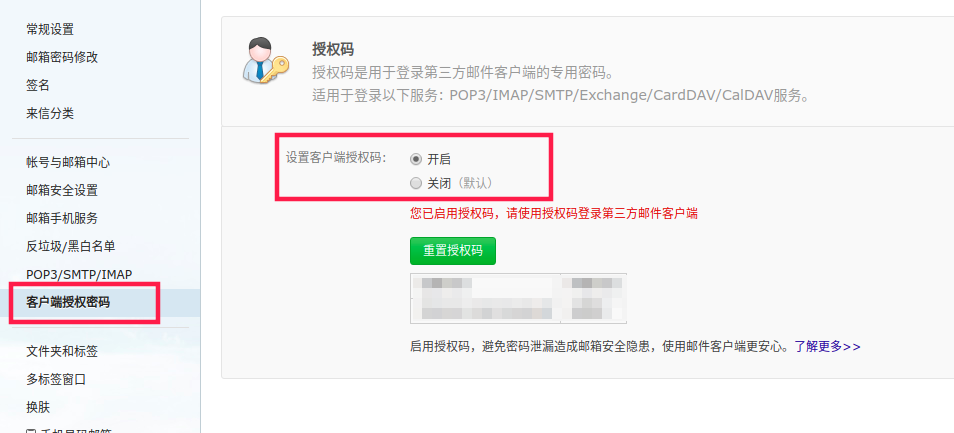 常规设置
邮箱密码修改
签名
来信分类
帐号与邮箱中心
邮箱安全设置
邮箱手机服务
反垃圾/黑白名单
POP3/SMTP/IMAP
客户端授权密码
文件夹和标签
多标签窗口
换肤
手机号码邮箱
授权码
授权码是用于登录第三方邮件客户端的专用密码。
适用于登录以下服务：POP3/IMAP/SMTP/Exchange/CardDAV/CalDAV服务。
设置客户端授权码： 开启
关闭（默认）
您已启用授权码，请使用授权码登录第三方邮件客户端
重置授权码
启用授权码，避免密码泄漏造成邮箱安全隐患，使用邮件客户端更安心。了解更多>>